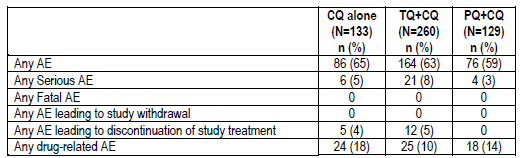 CQ alone TQ+CQ PQ+CQ
(N=133) (N=260) (N=129)
n (%) n (%) n (%)
Any AE 86 (65) 164 (63) 76 (59)
Any Serious AE 6 (5) 21 (8) 4 (3)
Any Fatal AE 0 0 0
Any AE leading to study withdrawal 0 0 0
Any AE leading to discontinuation of study treatment 5 (4) 12 (5) 0
Any drug-related AE 24 (18) 25 (10) 18 (14)